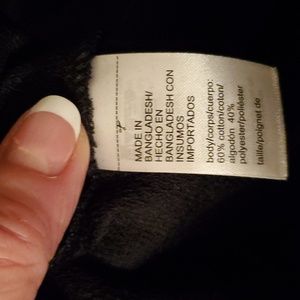 MADE IN
BANGLADESH/
HECHO EN
BANGLADESH CON
INSUMOS
IMPORTADOS
body/corps/cuerpo:
60% cotton/coton/
algodón 40%
polyester/poliéster
taille/poignet de